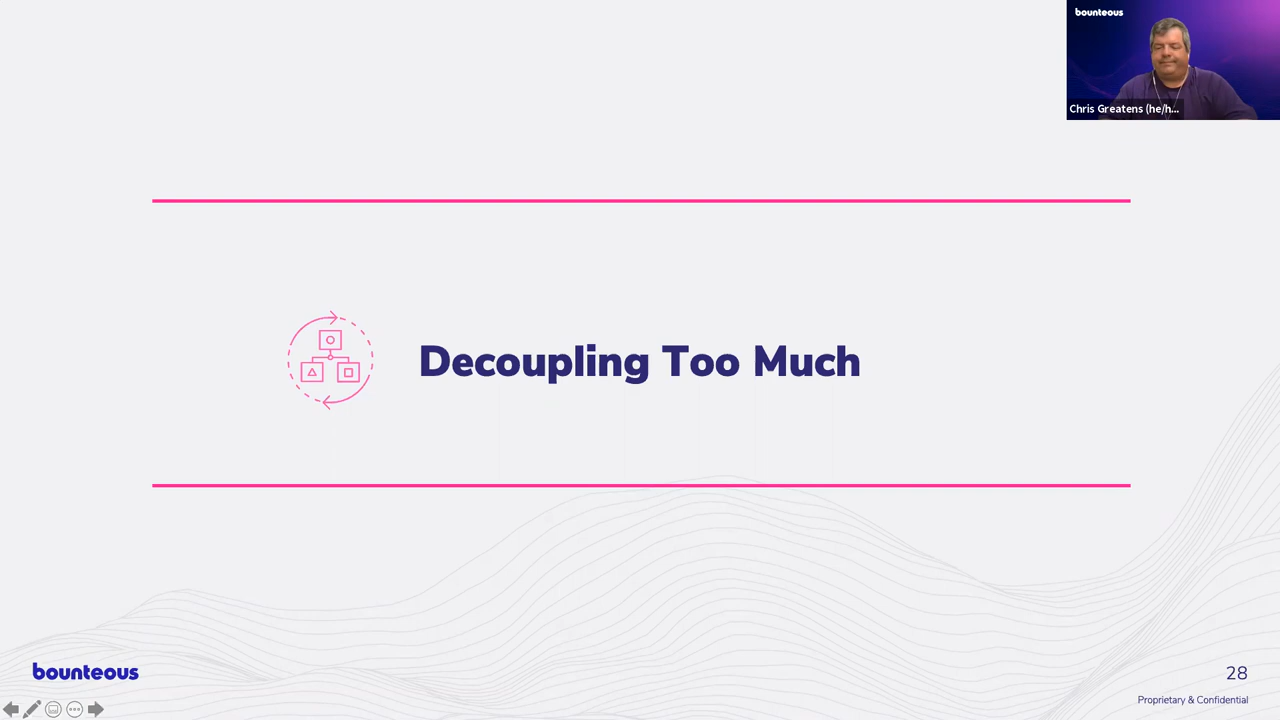 bounteous
Chris Greatens (he/h...
Decoupling Too Much
bounteous
28
Proprietary & Confidential